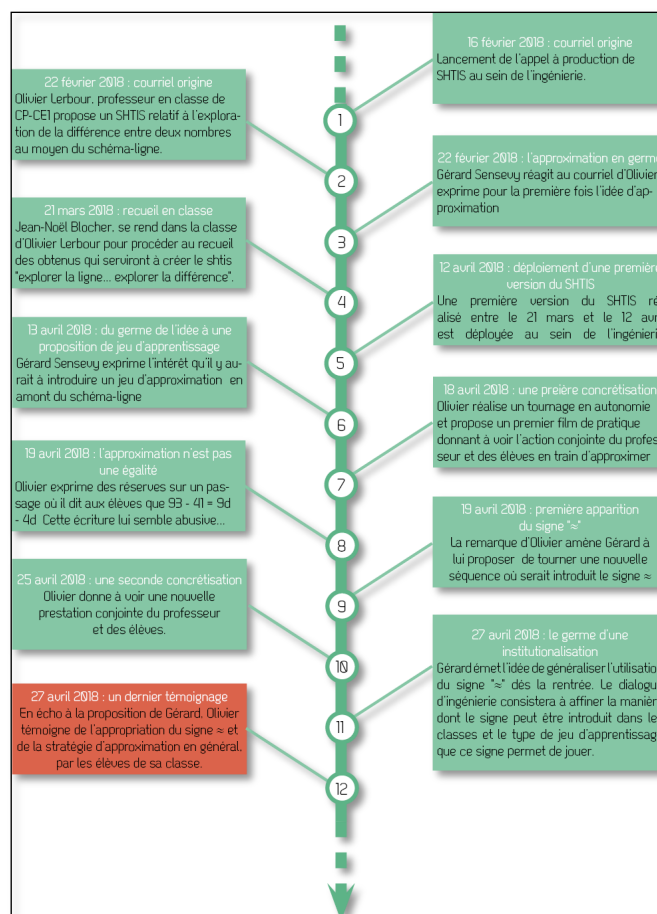 16 février 2018 : courriel origine
Lancement de l'appel à production de
SHTIS au sein de l'ingénierie.
1
22 février 2018 : courriel origine
Olivier Lerbour, professeur en classe de
CP-CE1 propose un SHTIS relatif à l'explora-
tion de la différence entre deux nombres
au moyen du schéma-ligne.
2
22 février 2018 : l'approximation en germe
Gérard Sensevy réagit au courriel d'Olivier
exprime pour la première fois l'idée d'ap-
proximation
3
21 mars 2018 : recueil en classe
Jean-Noël Blocher, se rend dans la classe
d'Olivier Lerbour pour procéder au recueil
des obtenus qui serviront à créer le shtis
"explorer la ligne... explorer la différence".
4
12 avril 2018 : déploiement d'une première
version du SHTIS
Une première version du SHTIS ré
alisé entre le 21 mars et le 12 avr
est déployée au sein de l'ingénieri
5
13 avril 2018 : du germe de l'idée à une
proposition de jeu d'apprentissage
Gérard Sensevy exprime l'intérêt qu'il y au-
rait à introduire un jeu d'approximation en
amont du schéma-ligne
6
18 avril 2018 : une preière concrétisation
Olivier réalise un tournage en autonomie
et propose un premier film de pratique
donnant à voir l'action conjointe du profes
seur et des élèves en train d'approximer
7
19 avril 2018 : l'approximation n'est pas
une égalité
Olivier exprime des réserves sur un pas-
sage où il dit aux élèves que 93 - 41 = 9d
- 4d Cette écriture lui semble abusive...
8
19 avril 2018 : première apparition
du signe "≈"
La remarque d'Olivier amène Gérard à
lui proposer de tourner une nouvelle
séquence où serait introduit le signe ≈
9
25 avril 2018 : une seconde concrétisation
Olivier donne à voir une nouvelle
prestation conjointe du professeur
et des élèves.
10
27 avril 2018 : le germe d'une
institutionalisation
Gérard émet l'idée de généraliser l'utilisatio
du signe "≈" dès la rentrée. Le dialogu
d'ingénierie consistera à affiner la manièr
dont le signe peut être introduit dans le
classes et le type de jeu d'apprentissag
que ce signe permet de jouer.
11
27 avril 2018 : un dernier témoignage
En écho à la proposition de Gérard, Olivier
témoigne de l'appropriation du signe ≈ et
de la stratégie d'approximation en général,
par les élèves de sa classe.
12